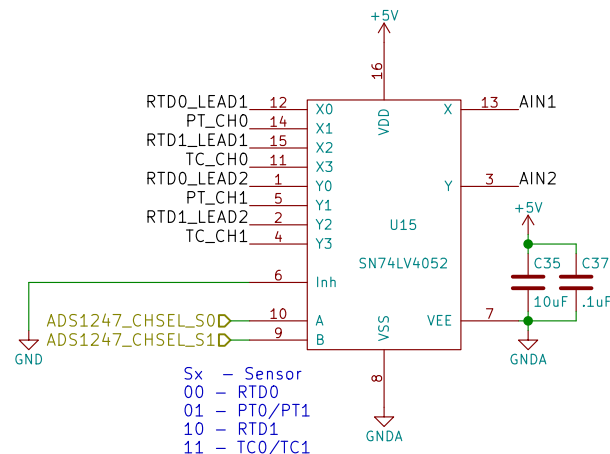 +5V
16
VDD
RTD0_LEAD1 12 X0 X 13 AIN1
PT_CH0 14 X1
RTD1_LEAD1 15 X2
TC_CH0 11 X3
RTD0_LEAD2 1 Y0 Y 3 AIN2
PT_CH1 5 Y1
RTD1_LEAD2 2 Y2
TC_CH1 4 Y3
U15
SN74LV4052
+5V
C35
10uF
C37
.1uF
6 Inh
ADS1247_CHSEL_S0 10 A VEE 7
ADS1247_CHSEL_S1 9 B
VSS
8
GND
GNDA
GNDA
Sx - Sensor
00 - RTD0
01 - PT0/PT1
10 - RTD1
11 - TC0/TC1